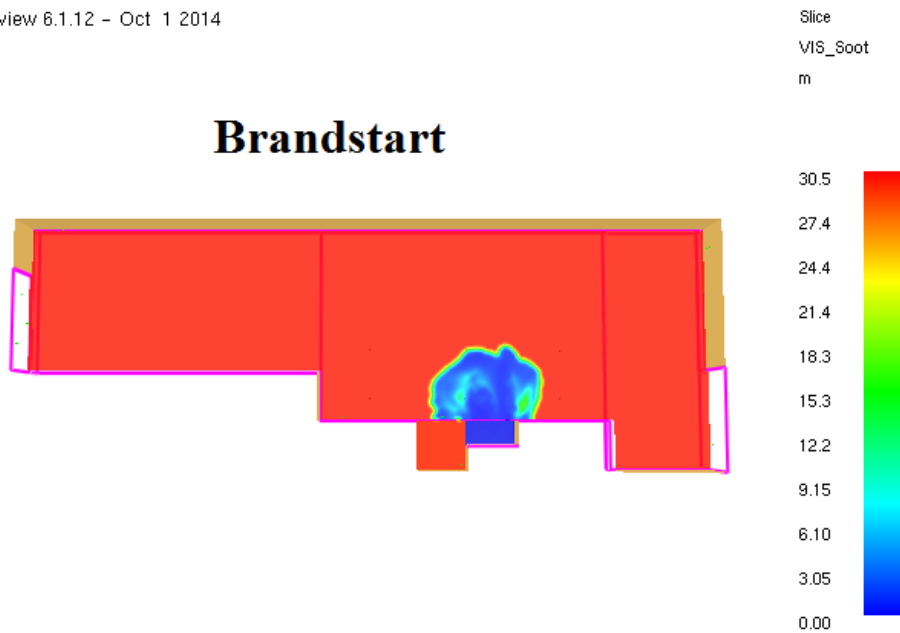 view 6.1.12 - Oct 1 2014
Slice
VIS_Soot
m
Brandstart
30.5
27.4
24.4
21.4
18.3
15.3
12.2
9.15
6.10
3.05
0.00